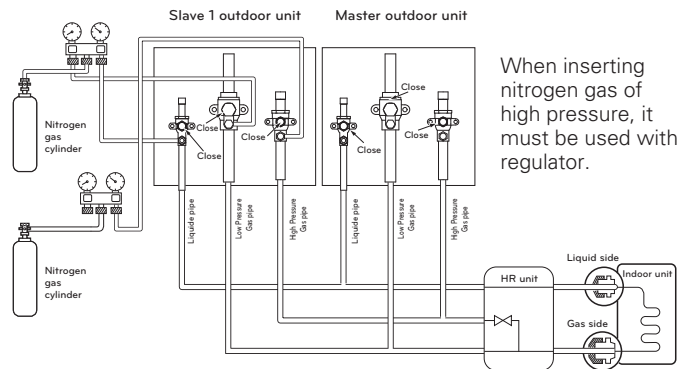 Slave 1 outdoor unit
Master outdoor unit
When inserting
nitrogen gas of
high pressure, it
must be used with
regulator.
Nitrogen
gas
cylinder
Close
Close
Close
Close
Close
Close
Liquide pipe
Low Pressure
Gas pipe
High Pressure
Gas pipe
Liquide pipe
Low Pressure
Gas pipe
High Pressure
Gas pipe
Nitrogen
gas
cylinder
Liquid side
HR unit
Indoor unit
Gas side